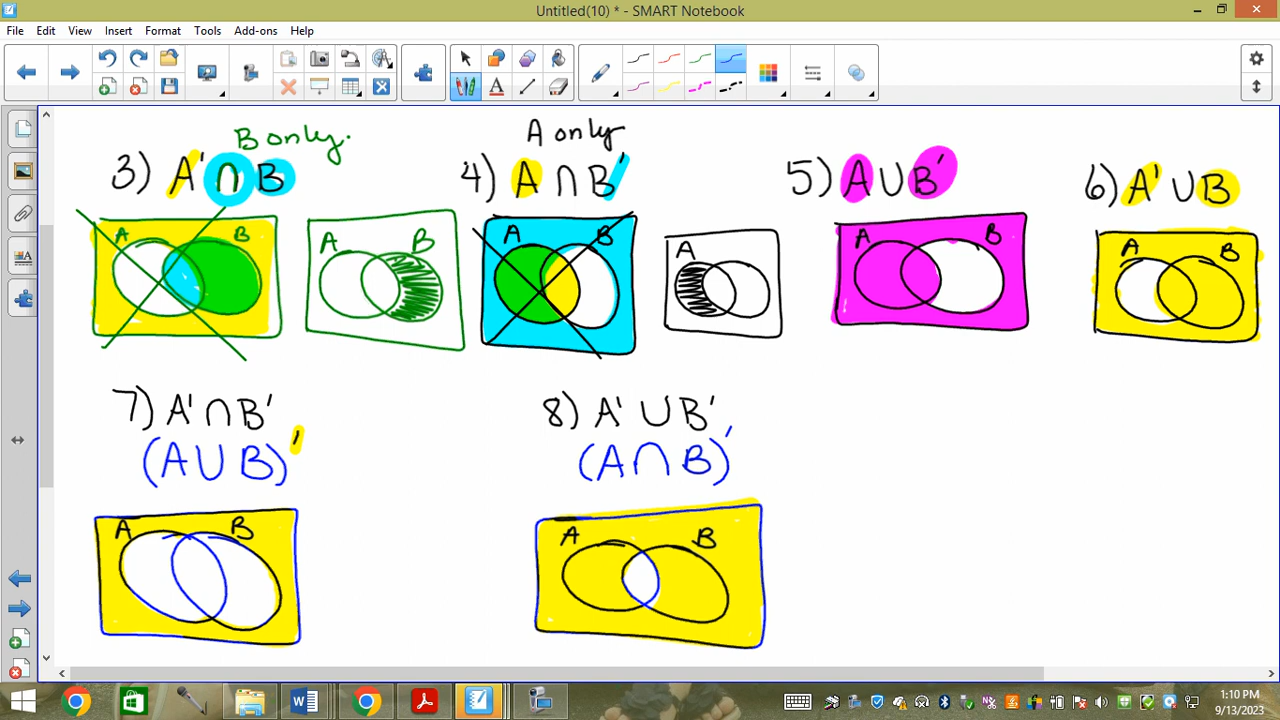 Untitled(10) * - SMART Notebook
File Edit View Insert Format Tools Add-ons Help
B only.
A only
3) A' ∩ B
4) A ∩ B'
5) A ∪ B'
6) A' ∪ B
A B
A B
A B
A
A B
A B
7) A' ∩ B'
(A ∪ B)'
8) A' ∪ B'
(A ∩ B)'
A B
A B
1:10 PM
9/13/2023